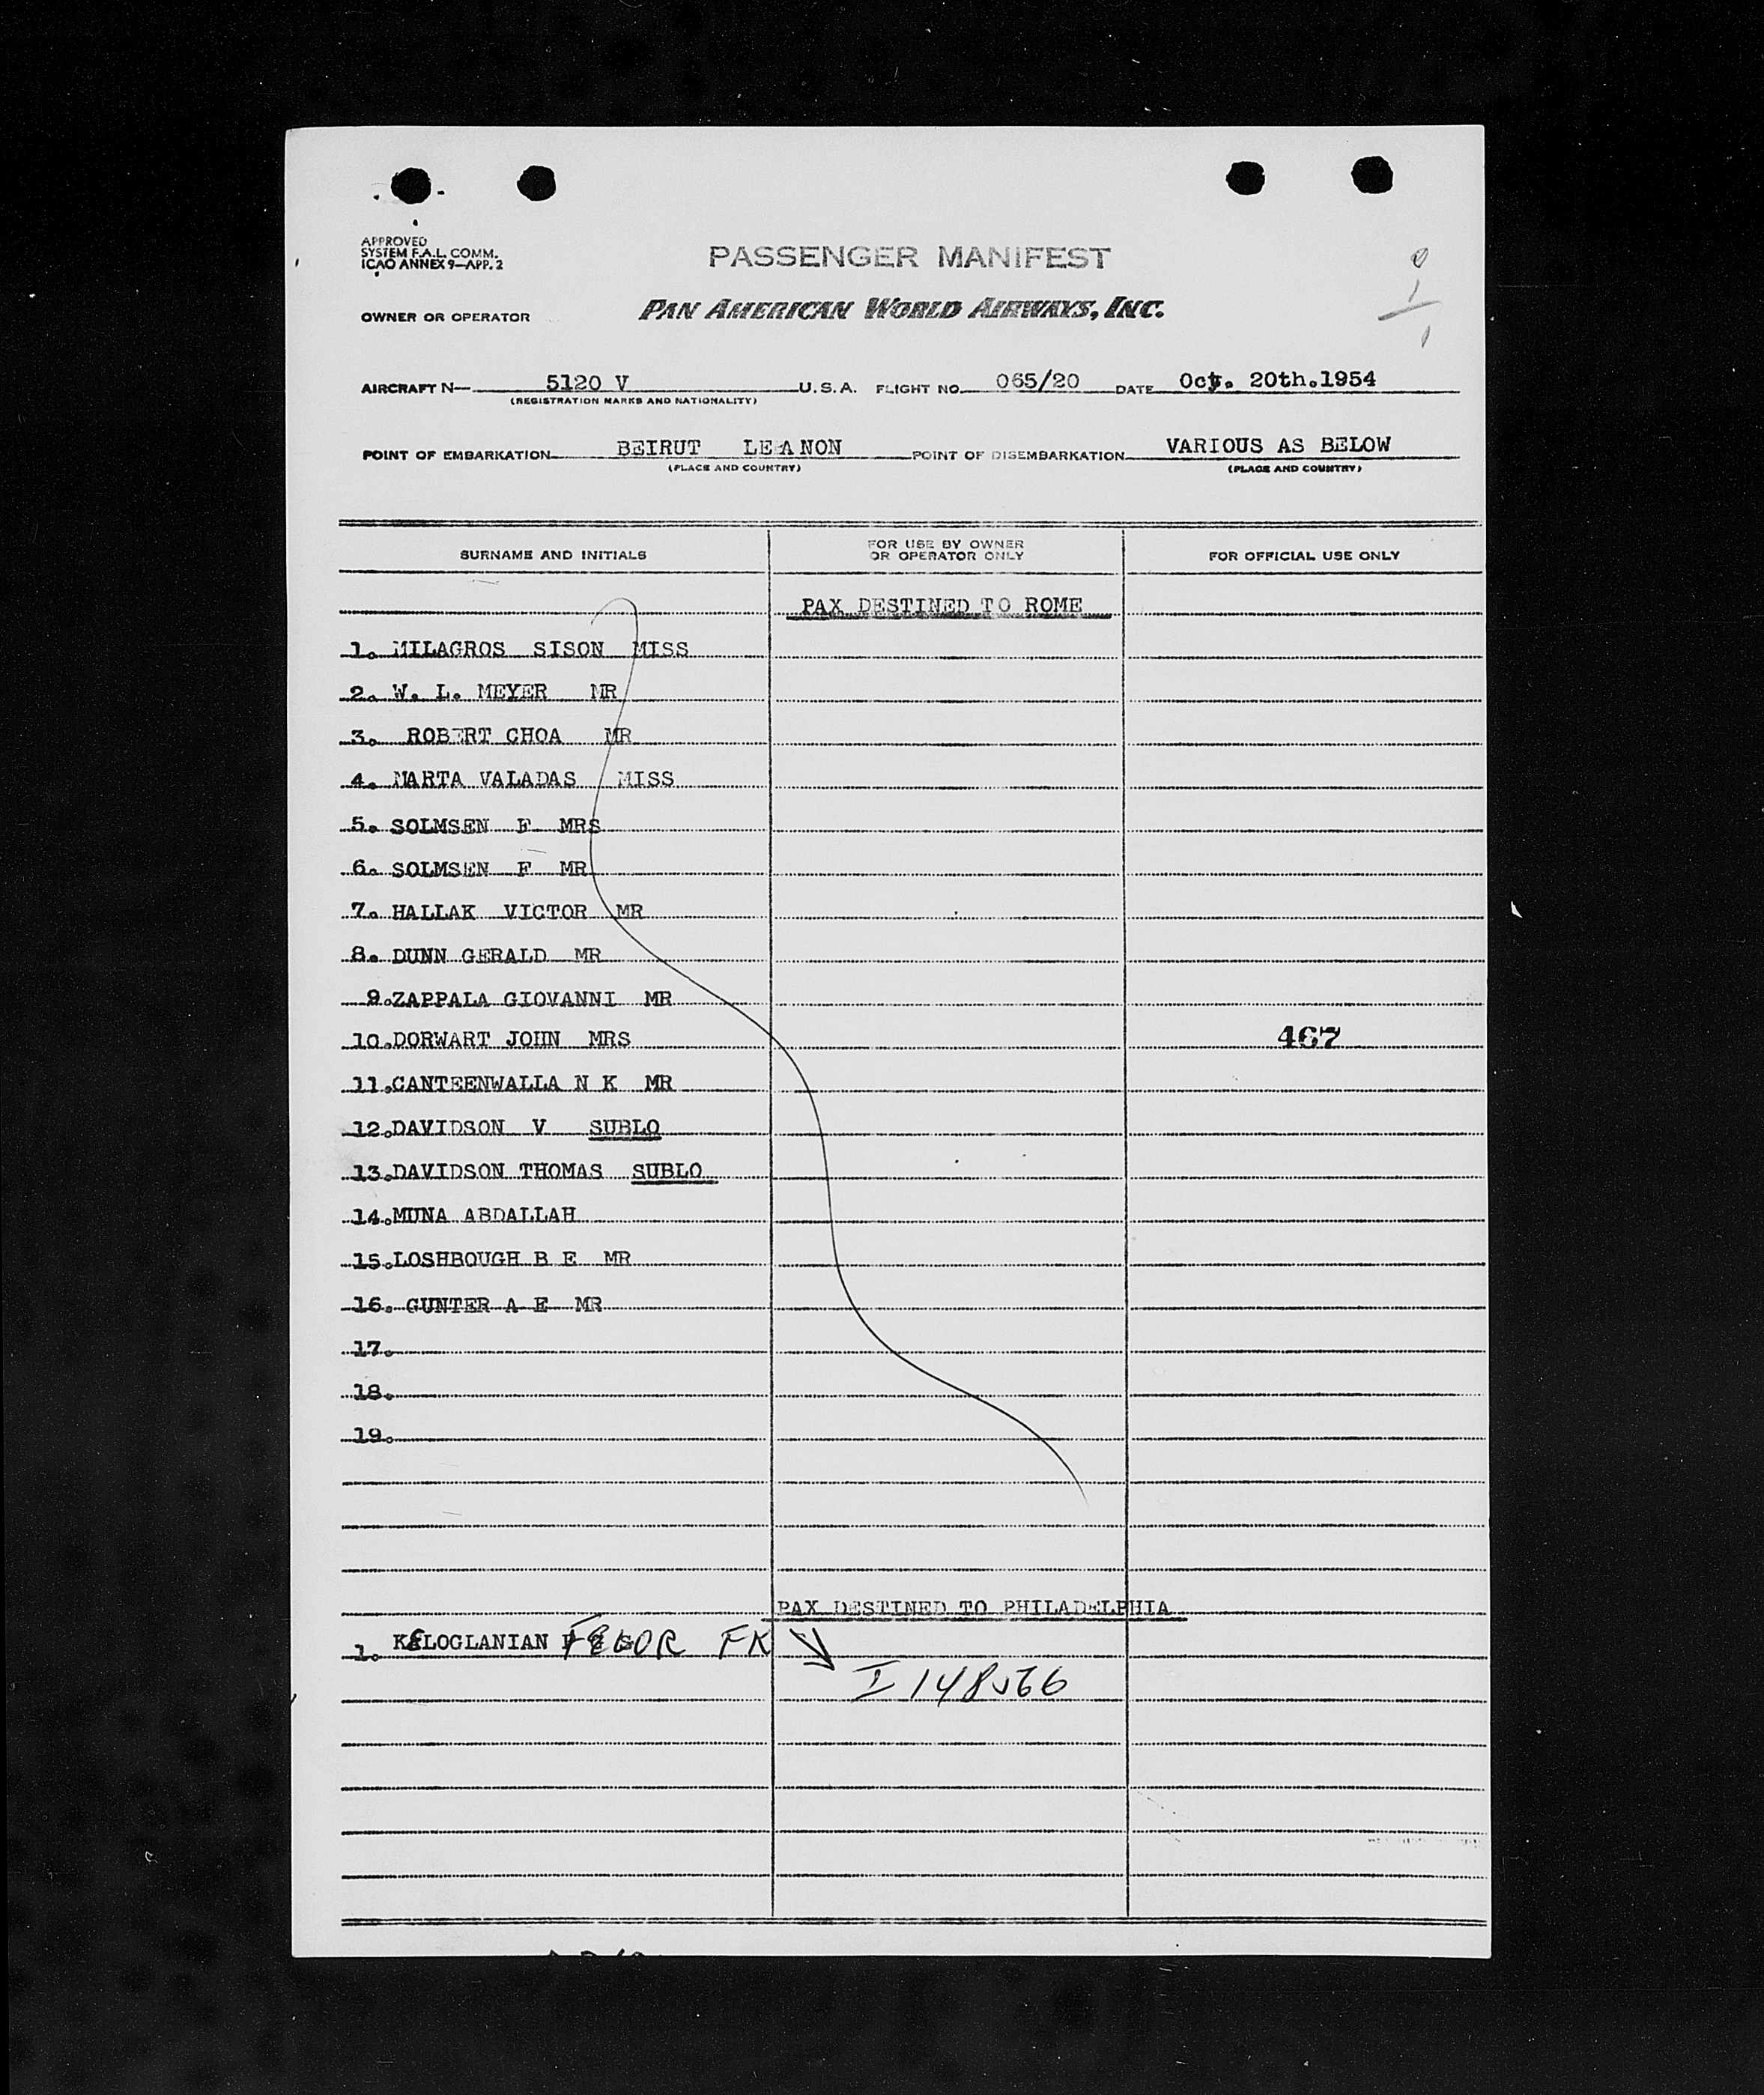 APPROVED
SYSTEM F.A.L. COMM.
ICAO ANNEX 9—APP. 2
PASSENGER MANIFEST
OWNER OR OPERATOR PAN AMERICAN WORLD AIRWAYS, INC.
AIRCRAFT N— 5120 V U.S.A. FLIGHT NO. 065/20 DATE Oct. 20th.1954
(REGISTRATION MARKS AND NATIONALITY)
POINT OF EMBARKATION BEIRUT LE ANON POINT OF DISEMBARKATION VARIOUS AS BELOW
(PLACE AND COUNTRY) (PLACE AND COUNTRY)
SURNAME AND INITIALS FOR USE BY OWNER OR OPERATOR ONLY FOR OFFICIAL USE ONLY
PAX DESTINED TO ROME
1. MILAGROS SISON MISS
2. W. L. MEYER MR
3. ROBERT CHOA MR
4. MARTA VALADAS MISS
5. SOLMSEN F MRS
6. SOLMSEN F MR
7. HALLAK VICTOR MR
8. DUNN GERALD MR
9.ZAPPALA GIOVANNI MR
10.DORWART JOHN MRS 467
11.CANTEENWALLA N K MR
12.DAVIDSON V SUBLO
13.DAVIDSON THOMAS SUBLO
14.MUNA ABDALLAH
15.LOSHBOUGH B E MR
16. GUNTER A E MR
17.
18.
19.
PAX DESTINED TO PHILADELPHIA
1. KELOGLANIAN FK